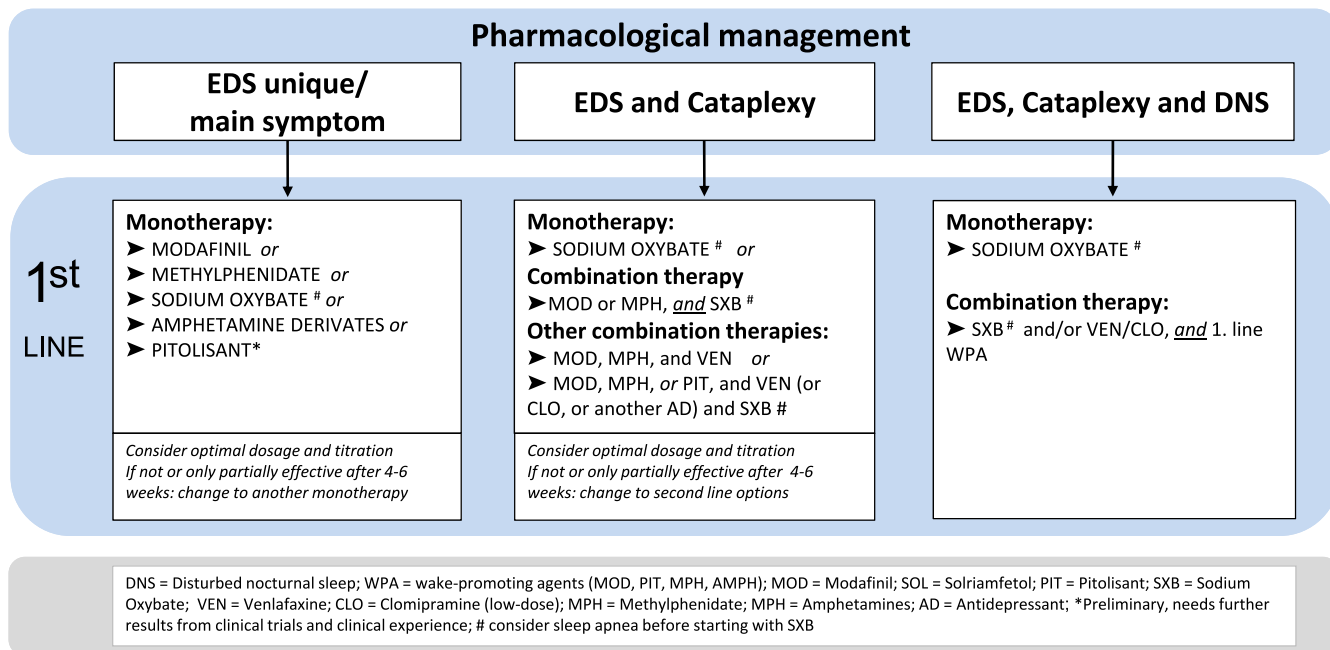 Pharmacological management
EDS unique/
main symptom
EDS and Cataplexy
EDS, Cataplexy and DNS
1st
LINE
Monotherapy:
➤ MODAFINIL or
➤ METHYLPHENIDATE or
➤ SODIUM OXYBATE # or
➤ AMPHETAMINE DERIVATES or
➤ PITOLISANT*
Consider optimal dosage and titration
If not or only partially effective after 4-6
weeks: change to another monotherapy
Monotherapy:
➤ SODIUM OXYBATE # or
Combination therapy
➤MOD or MPH, and SXB #
Other combination therapies:
➤ MOD, MPH, and VEN or
➤ MOD, MPH, or PIT, and VEN (or
CLO, or another AD) and SXB #
Consider optimal dosage and titration
If not or only partially effective after 4-6
weeks: change to second line options
Monotherapy:
➤ SODIUM OXYBATE #
Combination therapy:
➤ SXB # and/or VEN/CLO, and 1. line
WPA
DNS = Disturbed nocturnal sleep; WPA = wake-promoting agents (MOD, PIT, MPH, AMPH); MOD = Modafinil; SOL = Solriamfetol; PIT = Pitolisant; SXB = Sodium
Oxybate; VEN = Venlafaxine; CLO = Clomipramine (low-dose); MPH = Methylphenidate; MPH = Amphetamines; AD = Antidepressant; *Preliminary, needs further
results from clinical trials and clinical experience; # consider sleep apnea before starting with SXB